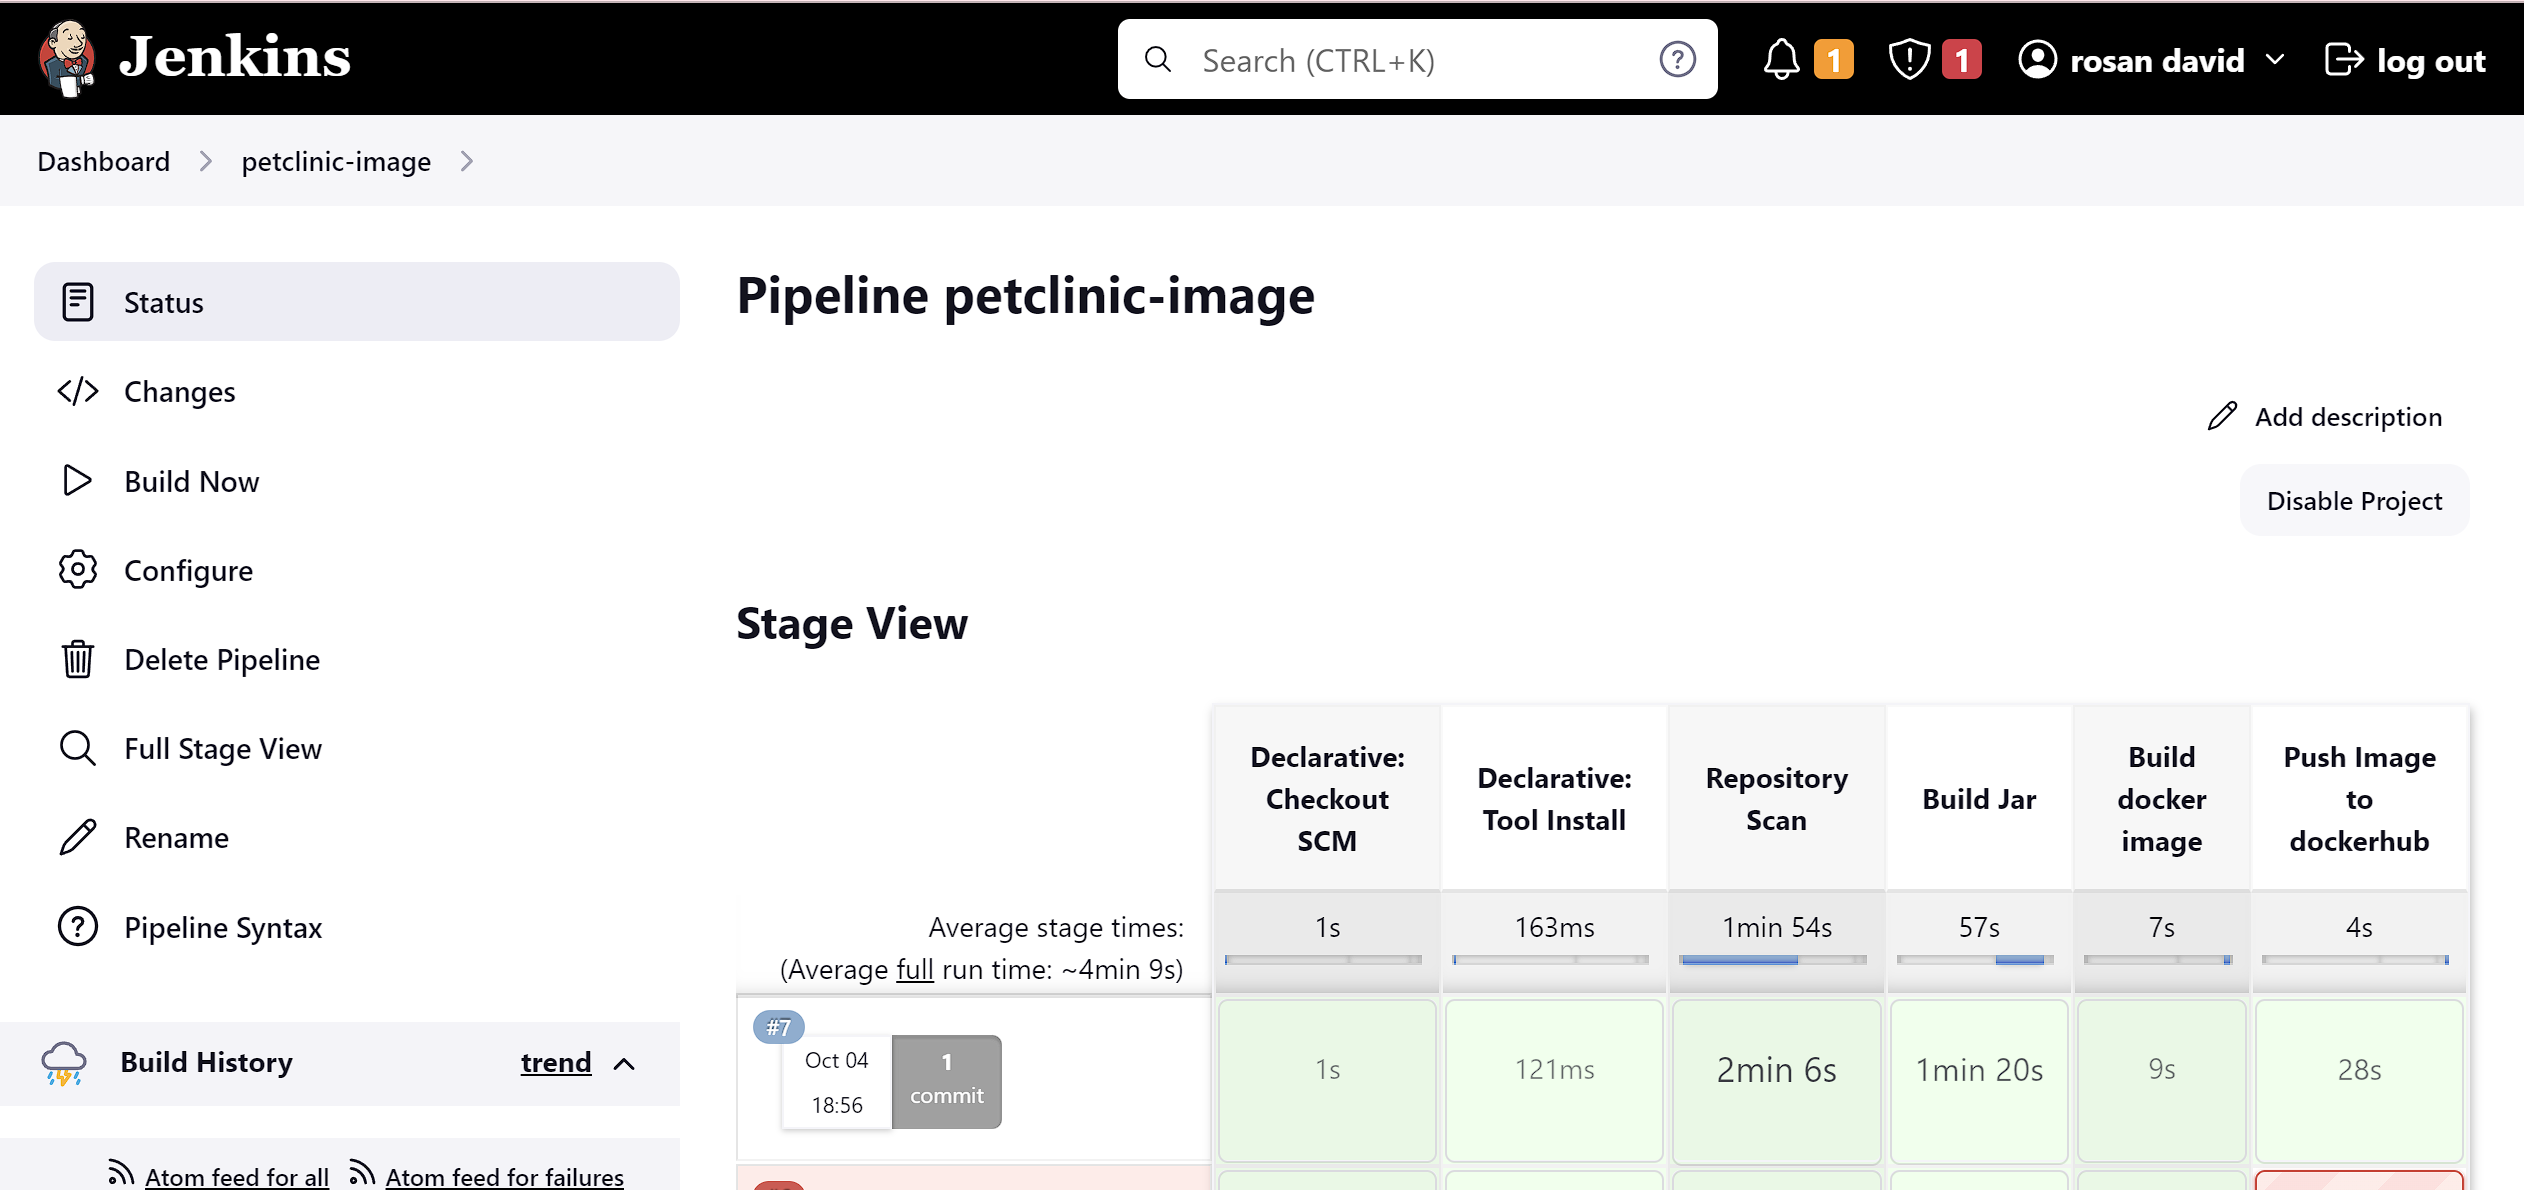 Jenkins
Search (CTRL+K)
1
1
rosan david
log out
Dashboard
petclinic-image
Status
Changes
Build Now
Configure
Delete Pipeline
Full Stage View
Rename
Pipeline Syntax
Build History
trend
Atom feed for all
Atom feed for failures
Pipeline petclinic-image
Add description
Disable Project
Stage View
Declarative:
Checkout
SCM
Declarative:
Tool Install
Repository
Scan
Build Jar
Build
docker
image
Push Image
to
dockerhub
Average stage times:
(Average full run time: ~4min 9s)
1s
163ms
1min 54s
57s
7s
4s
#7
Oct 04
18:56
1
commit
1s
121ms
2min 6s
1min 20s
9s
28s